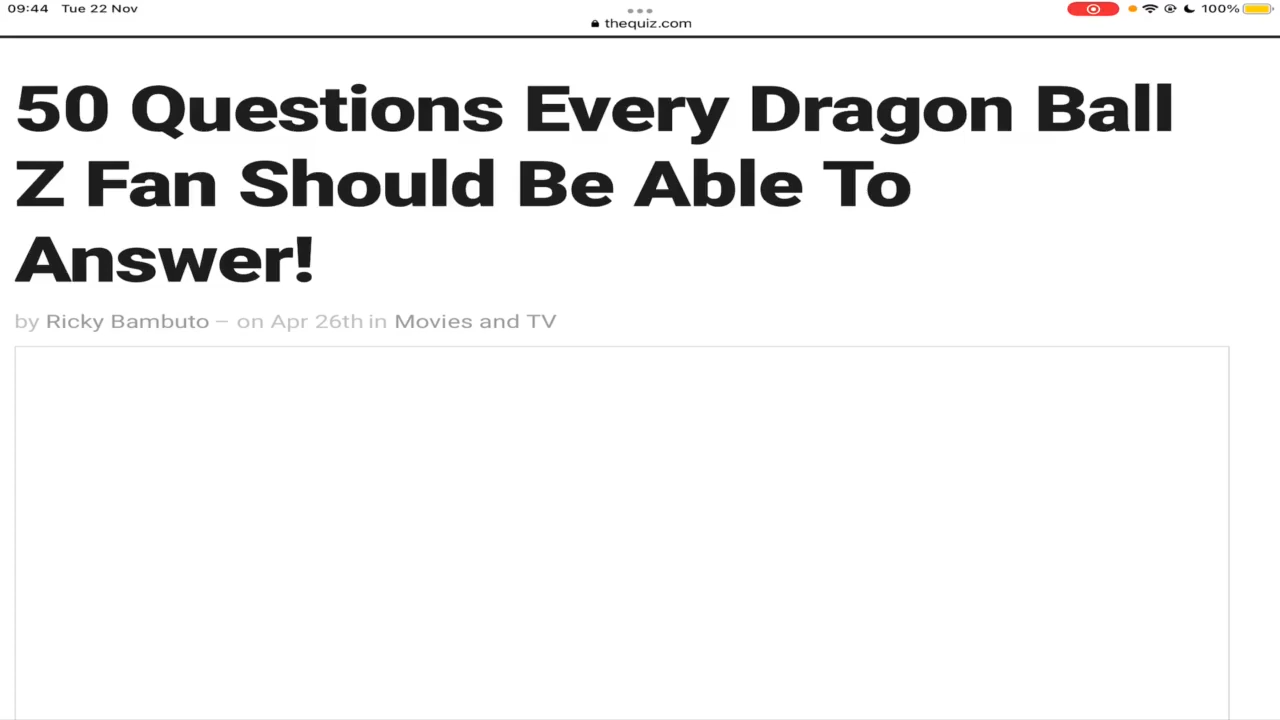 09:44 Tue 22 Nov 100%
thequiz.com
50 Questions Every Dragon Ball
Z Fan Should Be Able To
Answer!
by Ricky Bambuto – on Apr 26th in Movies and TV